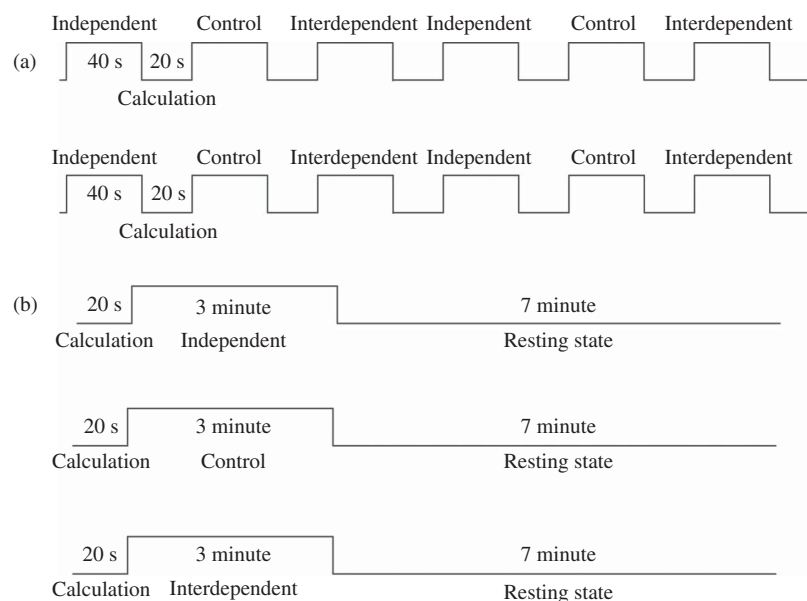 Independent Control Interdependent Independent Control Interdependent
(a) 40 s 20 s
Calculation
Independent Control Interdependent Independent Control Interdependent
40 s 20 s
Calculation
(b) 20 s 3 minute 7 minute
Calculation Independent Resting state
20 s 3 minute 7 minute
Calculation Control Resting state
20 s 3 minute 7 minute
Calculation Interdependent Resting state